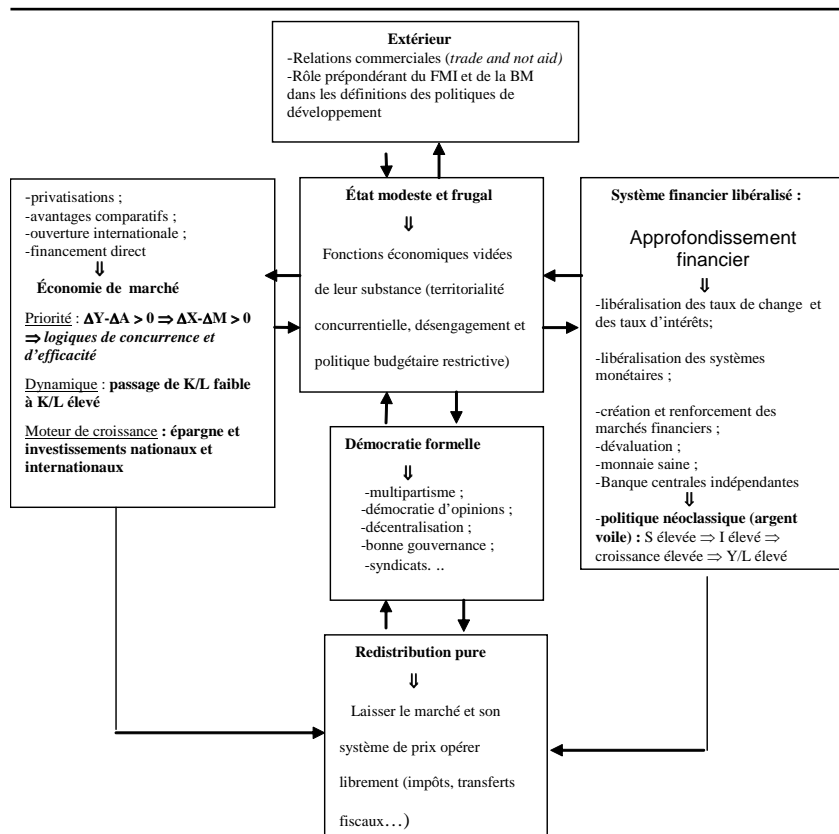 Extérieur
-Relations commerciales (trade and not aid)
-Rôle prépondérant du FMI et de la BM
dans les définitions des politiques de
développement
-privatisations ;
-avantages comparatifs ;
-ouverture internationale ;
-financement direct
⇓
Économie de marché
Priorité : ΔY-ΔA > 0 ⇒ ΔX-ΔM > 0
⇒ logiques de concurrence et
d'efficacité
Dynamique : passage de K/L faible
à K/L élevé
Moteur de croissance : épargne et
investissements nationaux et
internationaux
État modeste et frugal
⇓
Fonctions économiques vidées
de leur substance (territorialité
concurrentielle, désengagement et
politique budgétaire restrictive)
Système financier libéralisé :
Approfondissement
financier
⇓
-libéralisation des taux de change et
des taux d'intérêts;
-libéralisation des systèmes
monétaires ;
-création et renforcement des
marchés financiers ;
-dévaluation ;
-monnaie saine ;
-Banque centrales indépendantes
⇓
-politique néoclassique (argent
voile) : S élevée ⇒ I élevé ⇒
croissance élevée ⇒ Y/L élevé
Démocratie formelle
⇓
-multipartisme ;
-démocratie d'opinions ;
-décentralisation ;
-bonne gouvernance ;
-syndicats. ..
Redistribution pure
⇓
Laisser le marché et son
système de prix opérer
librement (impôts, transferts
fiscaux…)